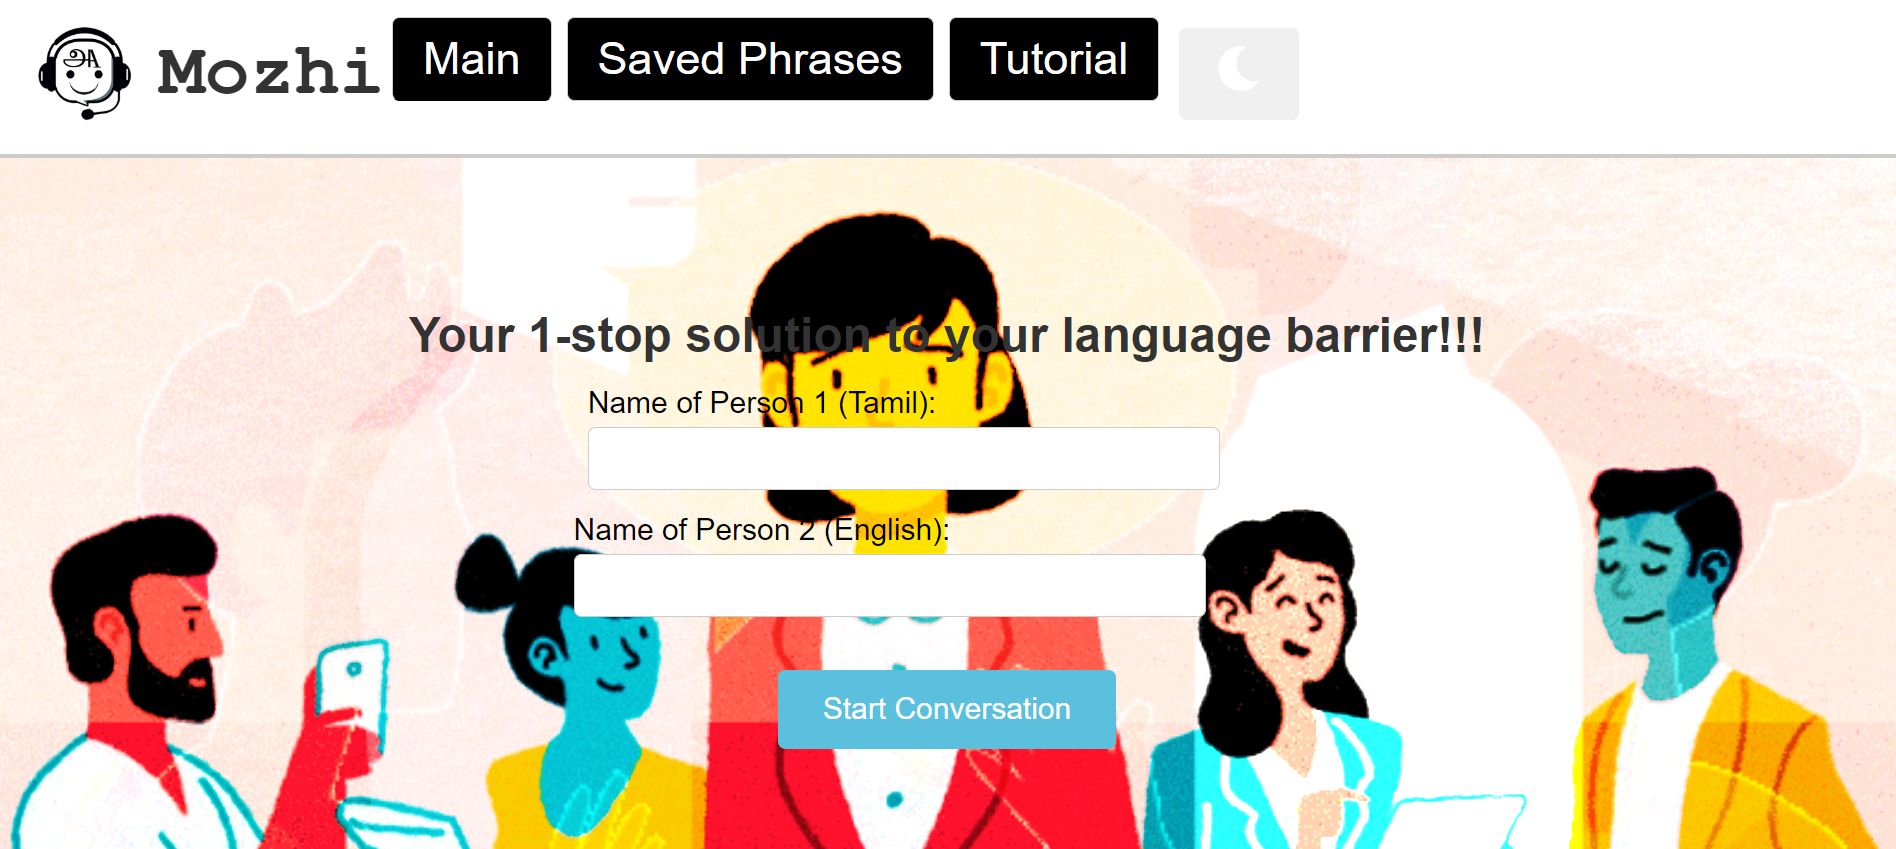 அA
Mozhi
Main
Saved Phrases
Tutorial
Your 1-stop solution to your language barrier!!!
Name of Person 1 (Tamil):
Name of Person 2 (English):
Start Conversation